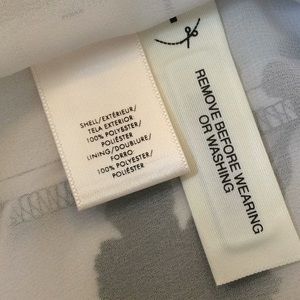 SHELL/EXTÉRIEUR/
TELA EXTERIOR
100% POLYESTER/
POLIÉSTER
LINING/DOUBLURE/
FORRO
100% POLYESTER/
POLIÉSTER
REMOVE BEFORE WEARING
OR WASHING